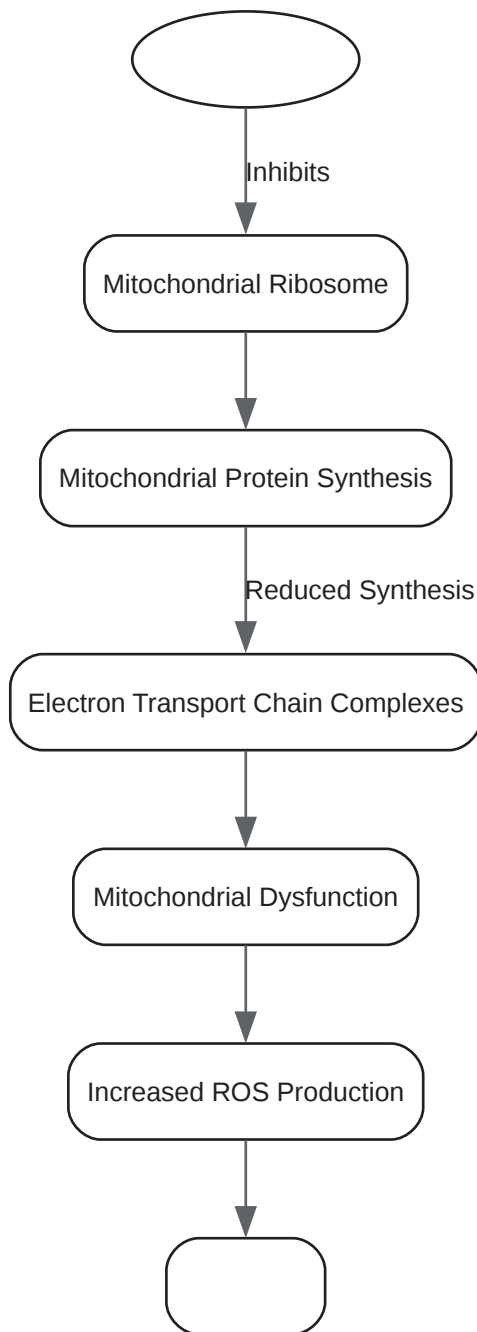 Inhibits
Mitochondrial Ribosome
Mitochondrial Protein Synthesis
Reduced Synthesis
Electron Transport Chain Complexes
Mitochondrial Dysfunction
Increased ROS Production